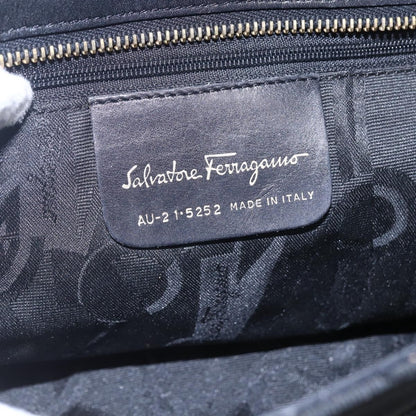 Salvatore Ferragamo
AU-21·5252 MADE IN ITALY